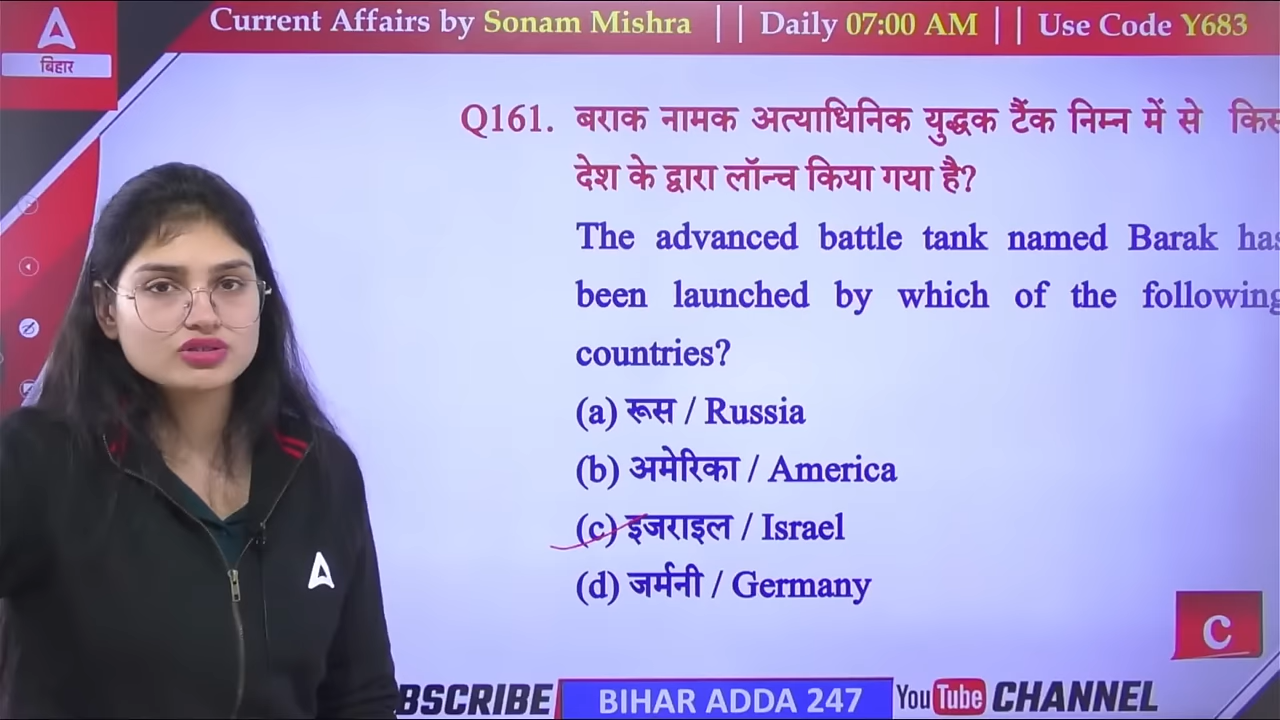 Current Affairs by Sonam Mishra || Daily 07:00 AM || Use Code Y683
बिहार
Q161. बराक नामक अत्याधिनिक युद्धक टैंक निम्न में से
देश के द्वारा लॉन्च किया गया है?
The advanced battle tank named Barak has
been launched by which of the following
countries?
(a) रूस / Russia
(b) अमेरिका / America
(c) इजराइल / Israel
(d) जर्मनी / Germany
C
BSCRIBE BIHAR ADDA 247 YouTube CHANNEL